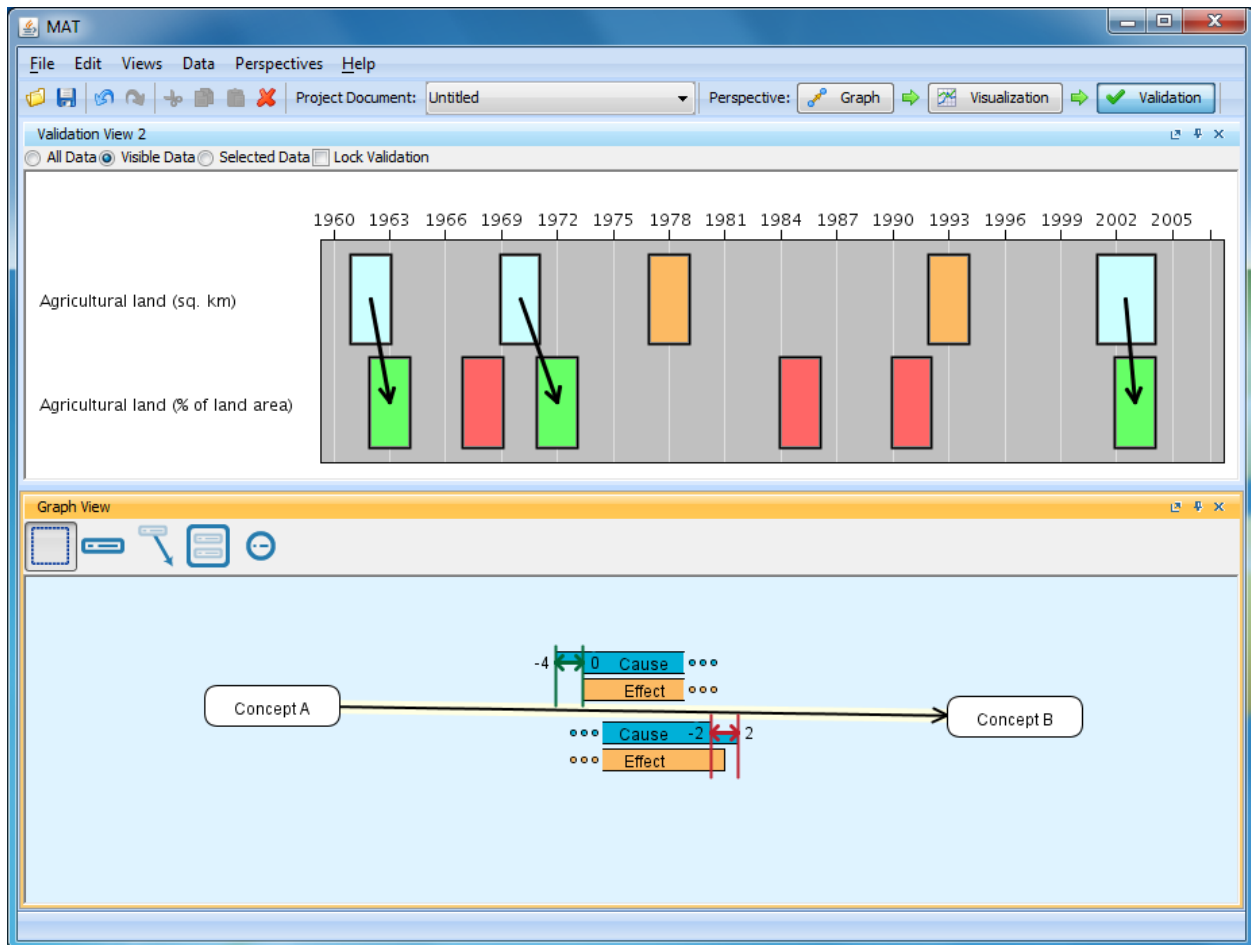 MAT
File Edit Views Data Perspectives Help
Project Document: Untitled Perspective: Graph Visualization Validation
Validation View 2
All Data Visible Data Selected Data Lock Validation
1960 1963 1966 1969 1972 1975 1978 1981 1984 1987 1990 1993 1996 1999 2002 2005
Agricultural land (sq. km)
Agricultural land (% of land area)
Graph View
-4 0 Cause
Effect
Concept A
Concept B
Cause -2 2
Effect